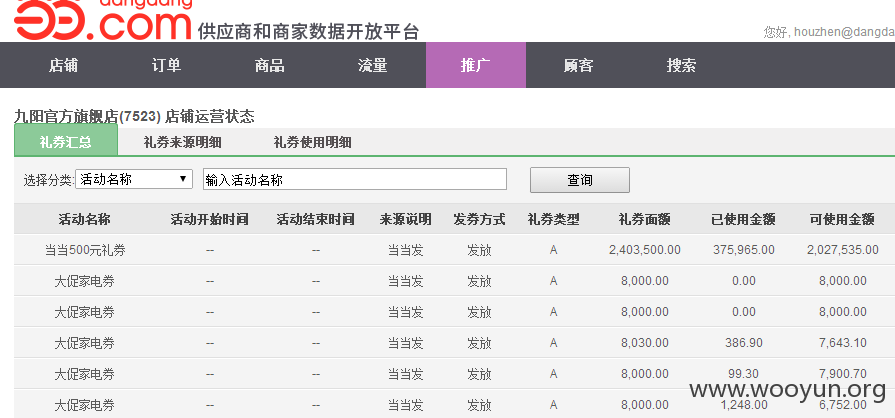 dangdang
.com 供应商和商家数据开放平台
您好, houzhen@dangda
店铺 订单 商品 流量 推广 顾客 搜索
九阳官方旗舰店(7523) 店铺运营状态
礼券汇总 礼券来源明细 礼券使用明细
选择分类: 活动名称 输入活动名称 查询
活动名称 活动开始时间 活动结束时间 来源说明 发券方式 礼券类型 礼券面额 已使用金额 可使用金额
当当500元礼券 -- -- 当当发 发放 A 2,403,500.00 375,965.00 2,027,535.00
大促家电券 -- -- 当当发 发放 A 8,000.00 0.00 8,000.00
大促家电券 -- -- 当当发 发放 A 8,000.00 0.00 8,000.00
大促家电券 -- -- 当当发 发放 A 8,030.00 386.90 7,643.10
大促家电券 -- -- 当当发 发放 A 8,000.00 99.30 7,900.70
www.wooyun.org
大促家电券 -- -- 当当发 发放 A 8,000.00 1,248.00 6,752.00